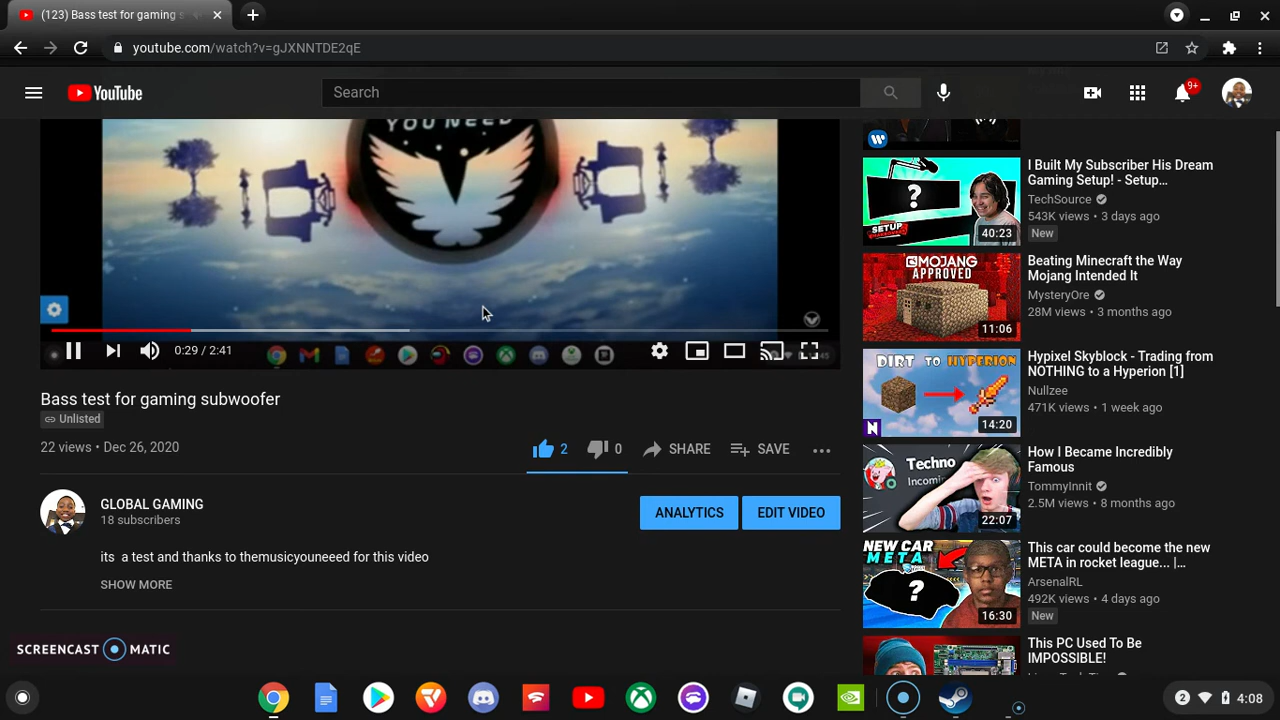 (123) Bass test for gaming s
youtube.com/watch?v=gJXNNTDE2qE
YouTube
Search
9+
YOU NEED
0:29 / 2:41
Bass test for gaming subwoofer
Unlisted
22 views • Dec 26, 2020
2
0
SHARE
SAVE
GLOBAL GAMING
18 subscribers
ANALYTICS
EDIT VIDEO
its a test and thanks to themusicyouneeed for this video
SHOW MORE
SCREENCAST MATIC
?
SETUP
40:23
I Built My Subscriber His Dream
Gaming Setup! - Setup...
TechSource
543K views • 3 days ago
New
MOJANG
APPROVED
11:06
Beating Minecraft the Way
Mojang Intended It
MysteryOre
28M views • 3 months ago
DIRT TO HYPERION
N
14:20
Hypixel Skyblock - Trading from
NOTHING to a Hyperion [1]
Nullzee
471K views • 1 week ago
Techno
Incomi
22:07
How I Became Incredibly
Famous
TommyInnit
2.5M views • 8 months ago
NEW CAR
META
?
16:30
This car could become the new
META in rocket league... |...
ArsenalRL
492K views • 4 days ago
New
This PC Used To Be
IMPOSSIBLE!
2
4:08